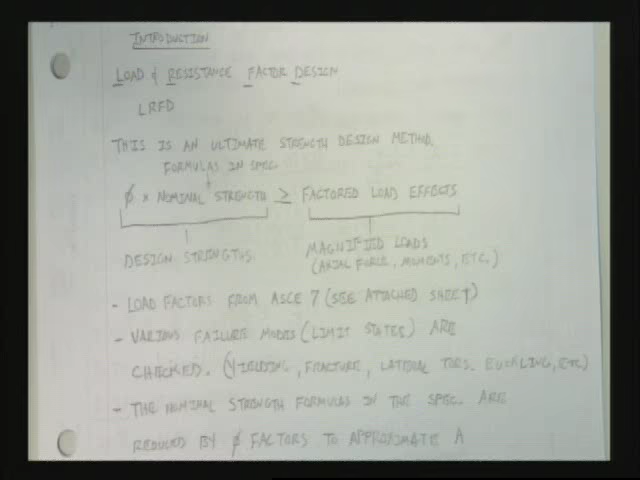 INTRODUCTION
LOAD & RESISTANCE FACTOR DESIGN
LRFD
THIS IS AN ULTIMATE STRENGTH DESIGN METHOD.
FORMULAS IN SPEC.
φ × NOMINAL STRENGTH ≥ FACTORED LOAD EFFECTS
DESIGN STRENGTHS
MAGNIFIED LOADS
(AXIAL FORCE, MOMENTS, ETC.)
- LOAD FACTORS FROM ASCE 7 (SEE ATTACHED SHEET)
- VARIOUS FAILURE MODES (LIMIT STATES) ARE
CHECKED. (YIELDING, FRACTURE, LATERAL TORS. BUCKLING, ETC)
- THE NOMINAL STRENGTH FORMULAS IN THE SPEC. ARE
REDUCED BY φ FACTORS TO APPROXIMATE A